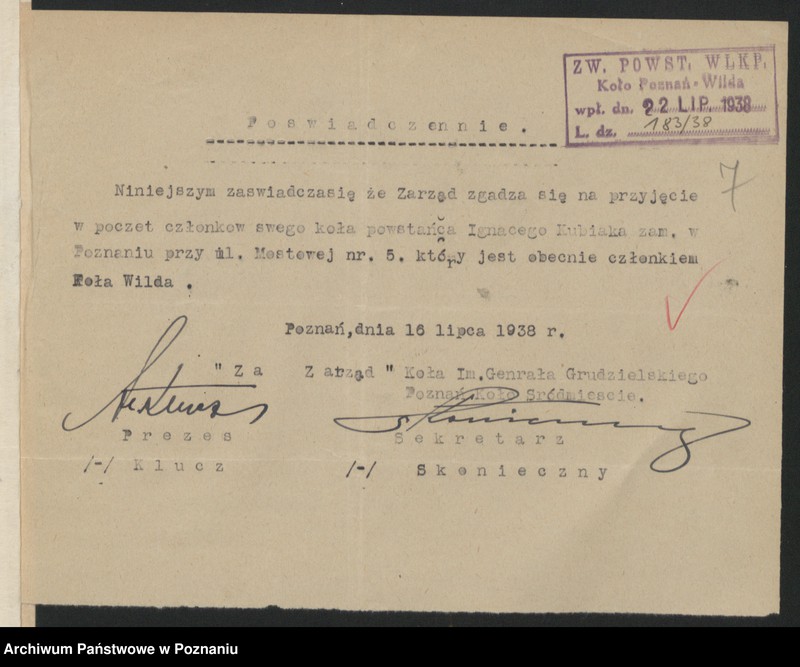 ZW. POWST. WLKP.
Koło Poznań-Wilda
wpł. dn. 22 LIP. 1938
L. dz. 183/38
Poswiadczennie.
7
Niniejszym zaswiadczasię że Zarząd zgadza się na przyjęcie
w poczet członkow swego koła powstańca Ignacego Kubiaka zam. w
Poznaniu przy ul. Mostowej nr. 5. który jest obecnie członkiem
Koła Wilda .
Poznań,dnia 16 lipca 1938 r.
"Za Zarząd" Koła Im.Genrała Grudzielskiego
Poznań Koło Sródmiescie.
Prezes Sekretarz
/-/ Klucz /-/ Skonieczny
Archiwum Państwowe w Poznaniu